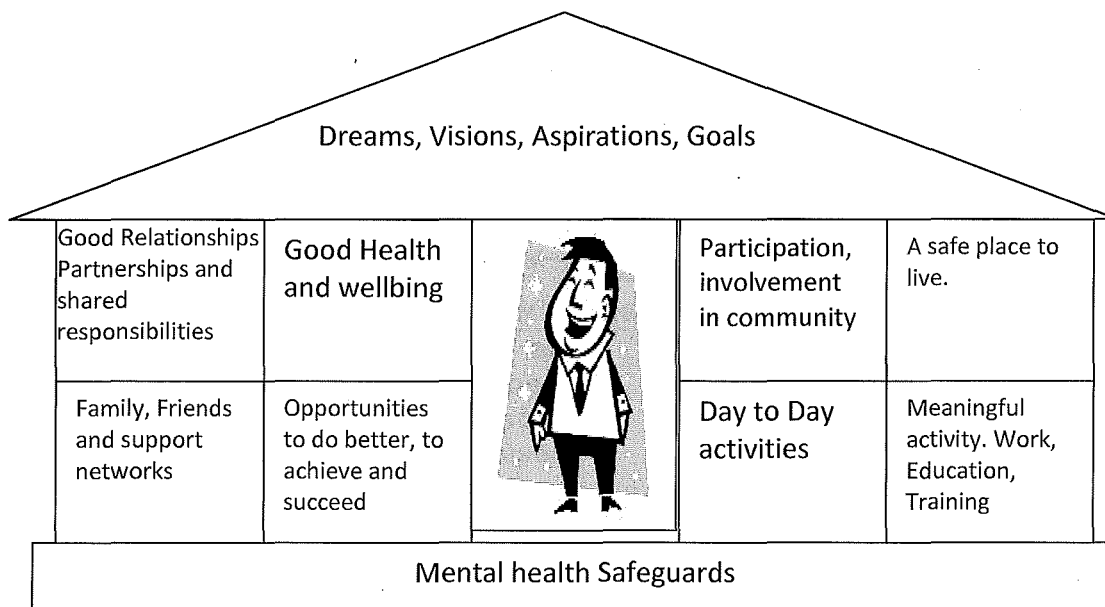 Dreams, Visions, Aspirations, Goals
Good Relationships
Partnerships and
shared
responsibilities
Good Health
and wellbing
Participation,
involvement
in community
A safe place to
live.
Family, Friends
and support
networks
Opportunities
to do better, to
achieve and
succeed
Day to Day
activities
Meaningful
activity. Work,
Education,
Training
Mental health Safeguards